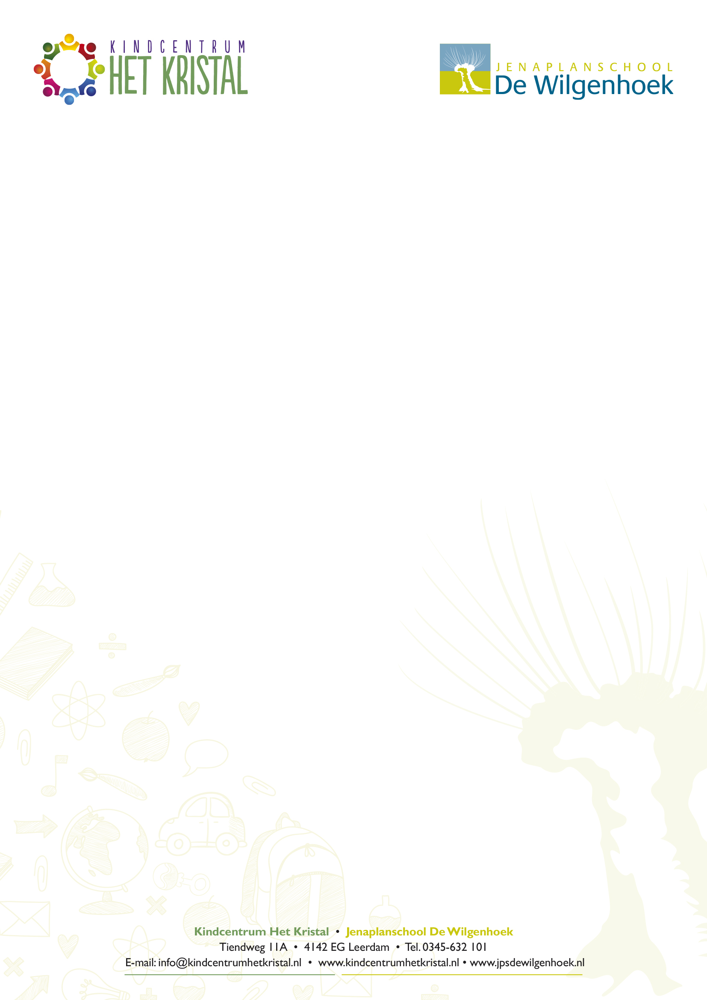 KINDCENTRUM
HET KRISTAL
JENAPLANSCHOOL
De Wilgenhoek
Kindcentrum Het Kristal • Jenaplanschool De Wilgenhoek
Tiendweg 11A • 4142 EG Leerdam • Tel. 0345-632 101
E-mail: info@kindcentrumhetkristal.nl • www.kindcentrumhetkristal.nl • www.jpsdewilgenhoek.nl